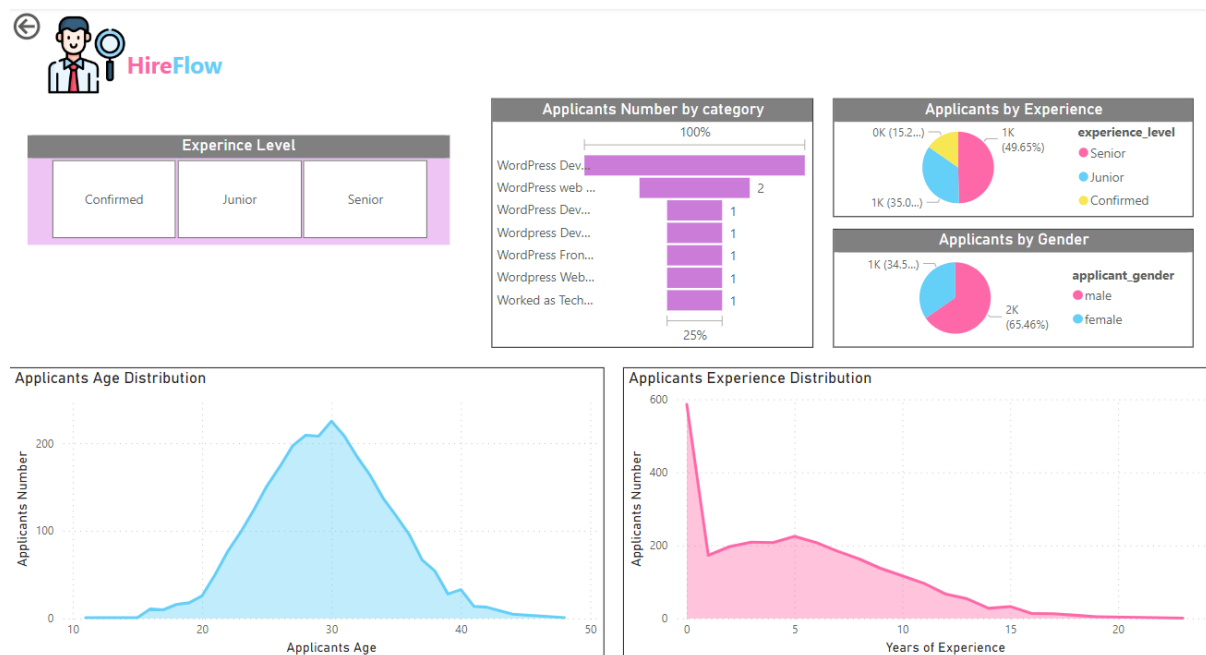 HireFlow
Experince Level
Confirmed
Junior
Senior
Applicants Number by category
100%
WordPress Dev...
WordPress web ...
2
WordPress Dev...
1
Wordpress Dev...
1
WordPress Fron...
1
Wordpress Web...
1
Worked as Tech...
1
25%
Applicants by Experience
0K (15.2...)
1K
(49.65%)
1K (35.0...)
experience_level
Senior
Junior
Confirmed
Applicants by Gender
1K (34.5...)
2K
(65.46%)
applicant_gender
male
female
Applicants Age Distribution
Applicants Number
200
100
0
10
20
30
40
50
Applicants Age
Applicants Experience Distribution
Applicants Number
600
400
200
0
0
5
10
15
20
Years of Experience